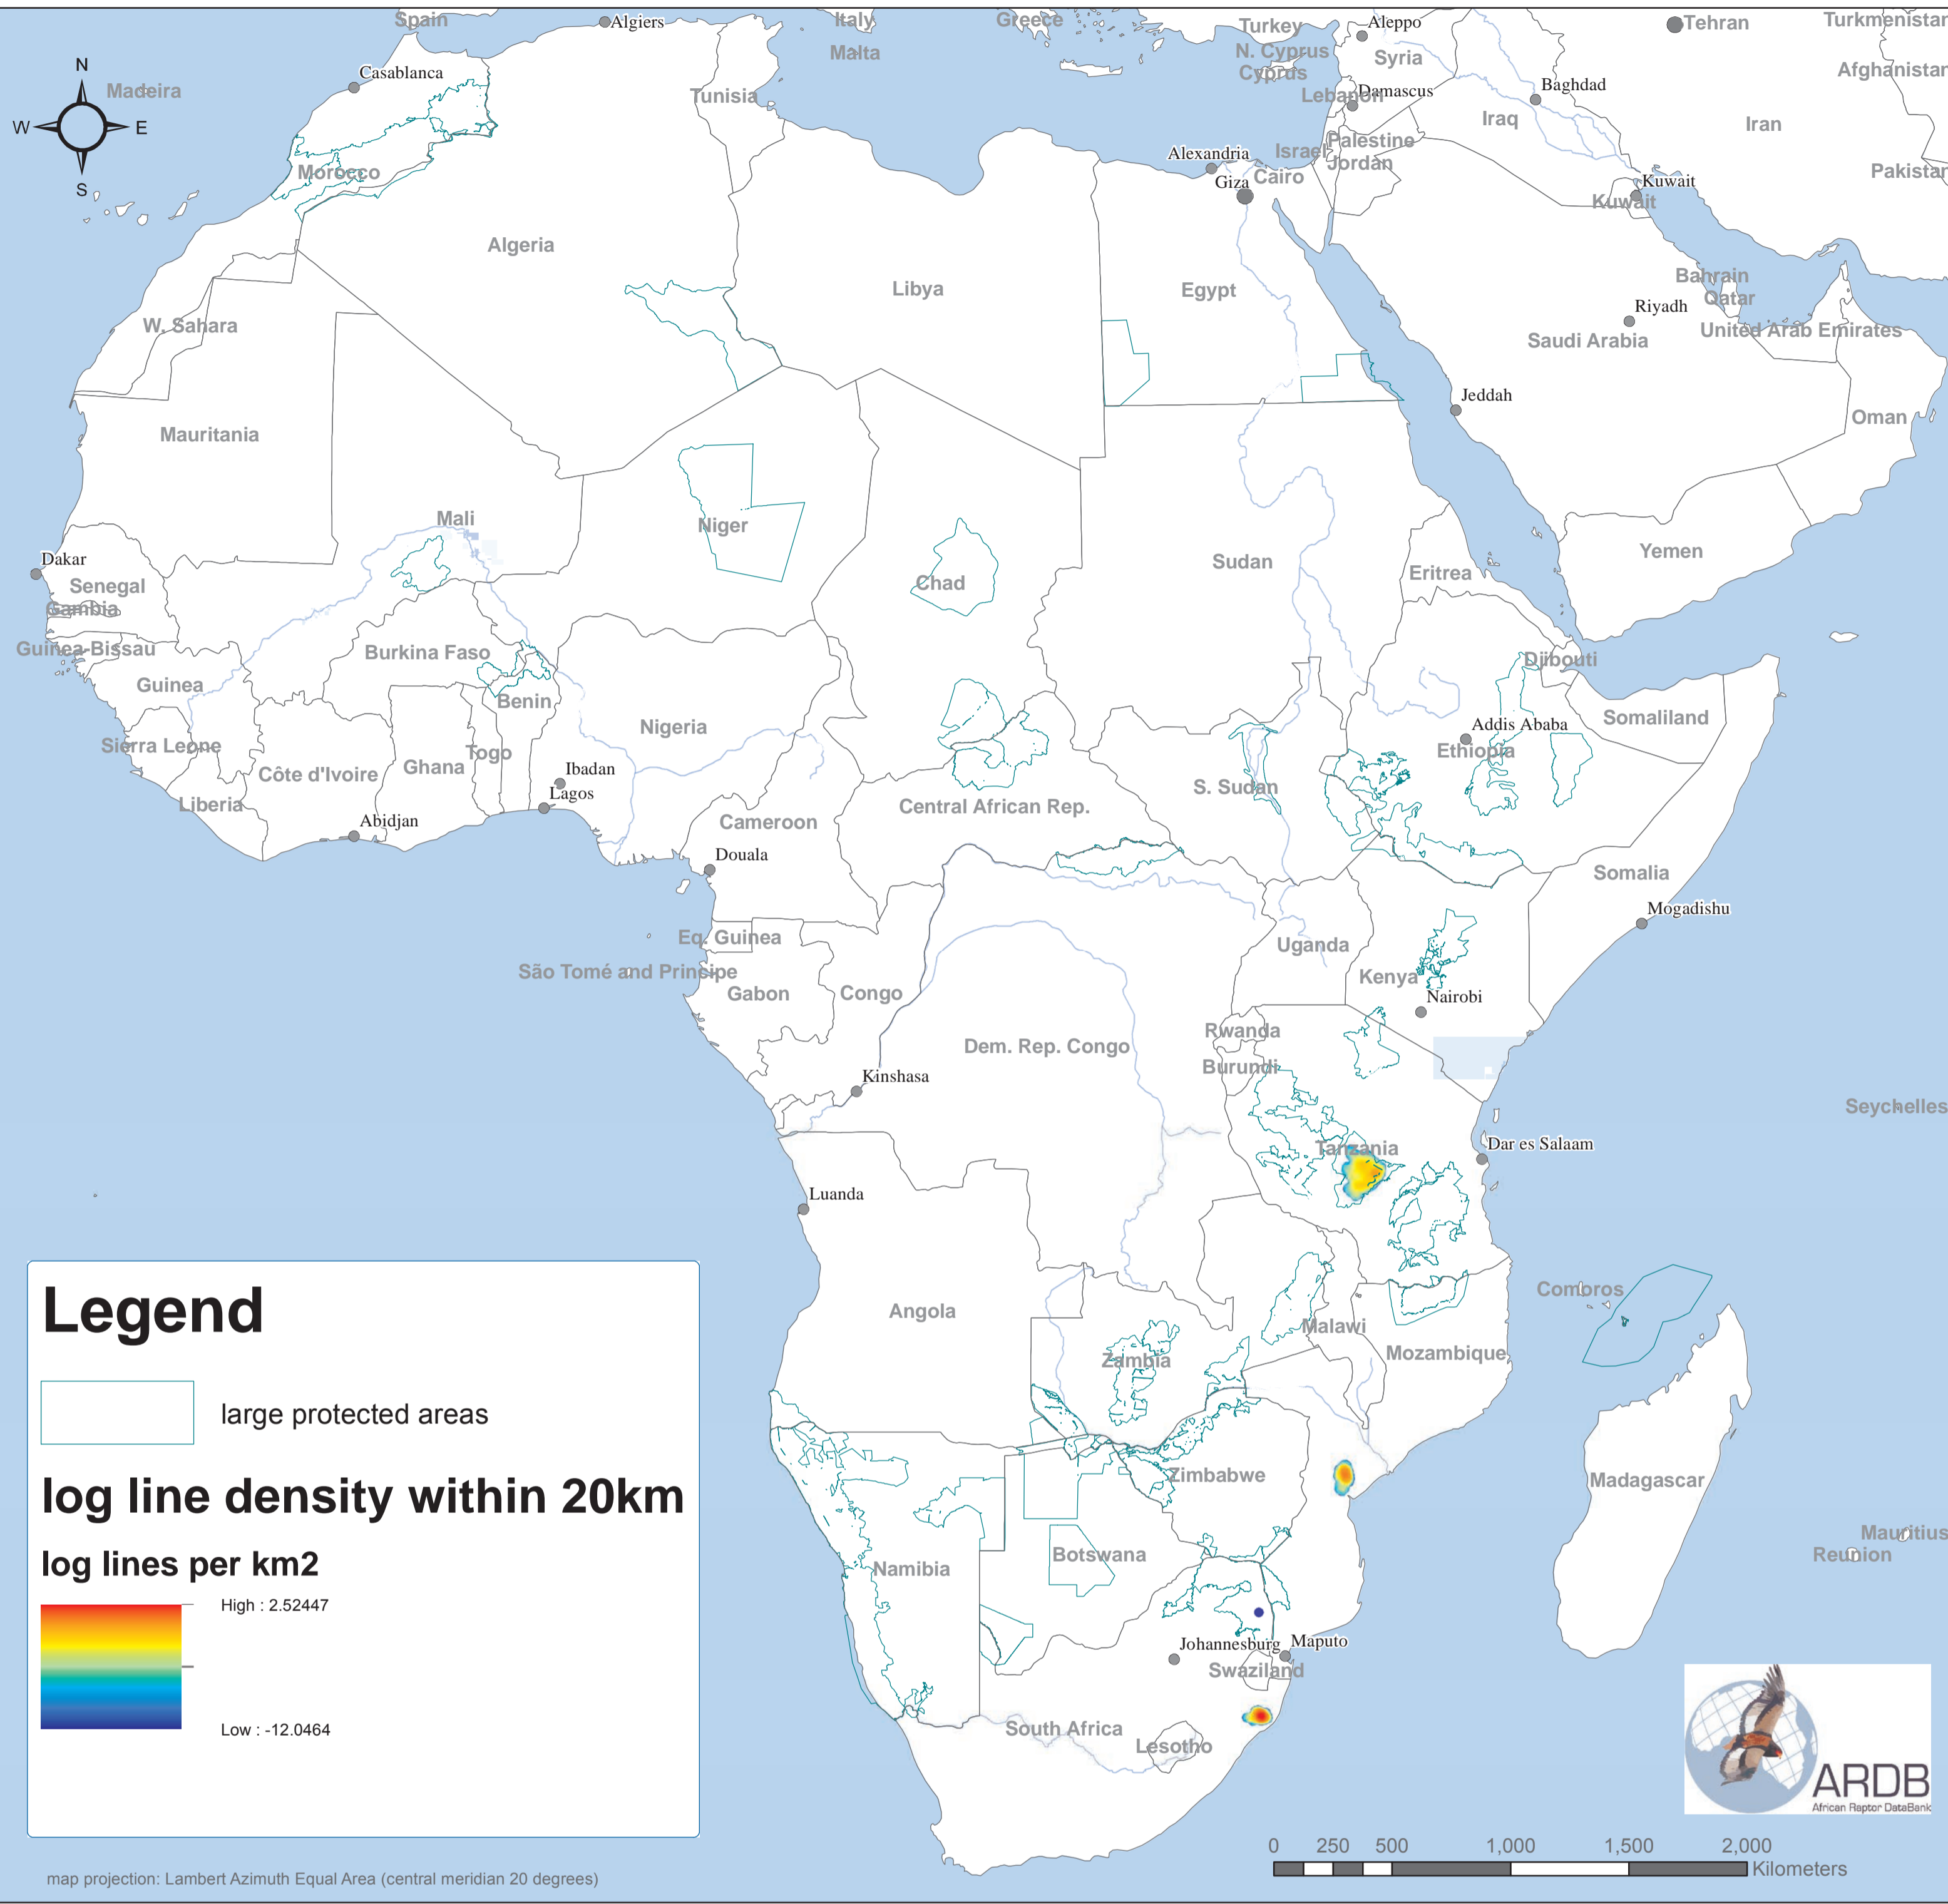 Spain
Algiers
Italy
Greece
Turkey
Aleppo
Tehran
Turkmenistan
Malta
N. Cyprus
Cyprus
Syria
Afghanistan
N
W
E
S
Madeira
Casablanca
Tunisia
Lebanon
Damascus
Baghdad
Iraq
Iran
Morocco
Alexandria
Israel
Palestine
Jordan
Giza
Cairo
Kuwait
Kuwait
Pakistan
Algeria
Libya
Egypt
Bahrain
Qatar
Riyadh
United Arab Emirates
Saudi Arabia
W. Sahara
Jeddah
Oman
Mauritania
Mali
Niger
Chad
Sudan
Eritrea
Yemen
Dakar
Senegal
Gambia
Guinea-Bissau
Guinea
Burkina Faso
Benin
Nigeria
Djibouti
Somaliland
Addis Ababa
Ethiopia
Sierra Leone
Côte d'Ivoire
Ghana
Togo
Ibadan
Lagos
Liberia
Abidjan
Cameroon
Central African Rep.
S. Sudan
Douala
Somalia
Mogadishu
Eq. Guinea
São Tomé and Principe
Gabon
Congo
Uganda
Kenya
Nairobi
Rwanda
Burundi
Dem. Rep. Congo
Kinshasa
Seychelles
Tanzania
Dar es Salaam
Luanda
Angola
Zambia
Malawi
Mozambique
Comoros
Zimbabwe
Madagascar
Mauritius
Reunion
Namibia
Botswana
Johannesburg
Maputo
Swaziland
South Africa
Lesotho
Legend
large protected areas
log line density within 20km
log lines per km2
High : 2.52447
Low : -12.0464
ARDB
African Raptor DataBank
0 250 500 1,000 1,500 2,000
Kilometers
map projection: Lambert Azimuth Equal Area (central meridian 20 degrees)